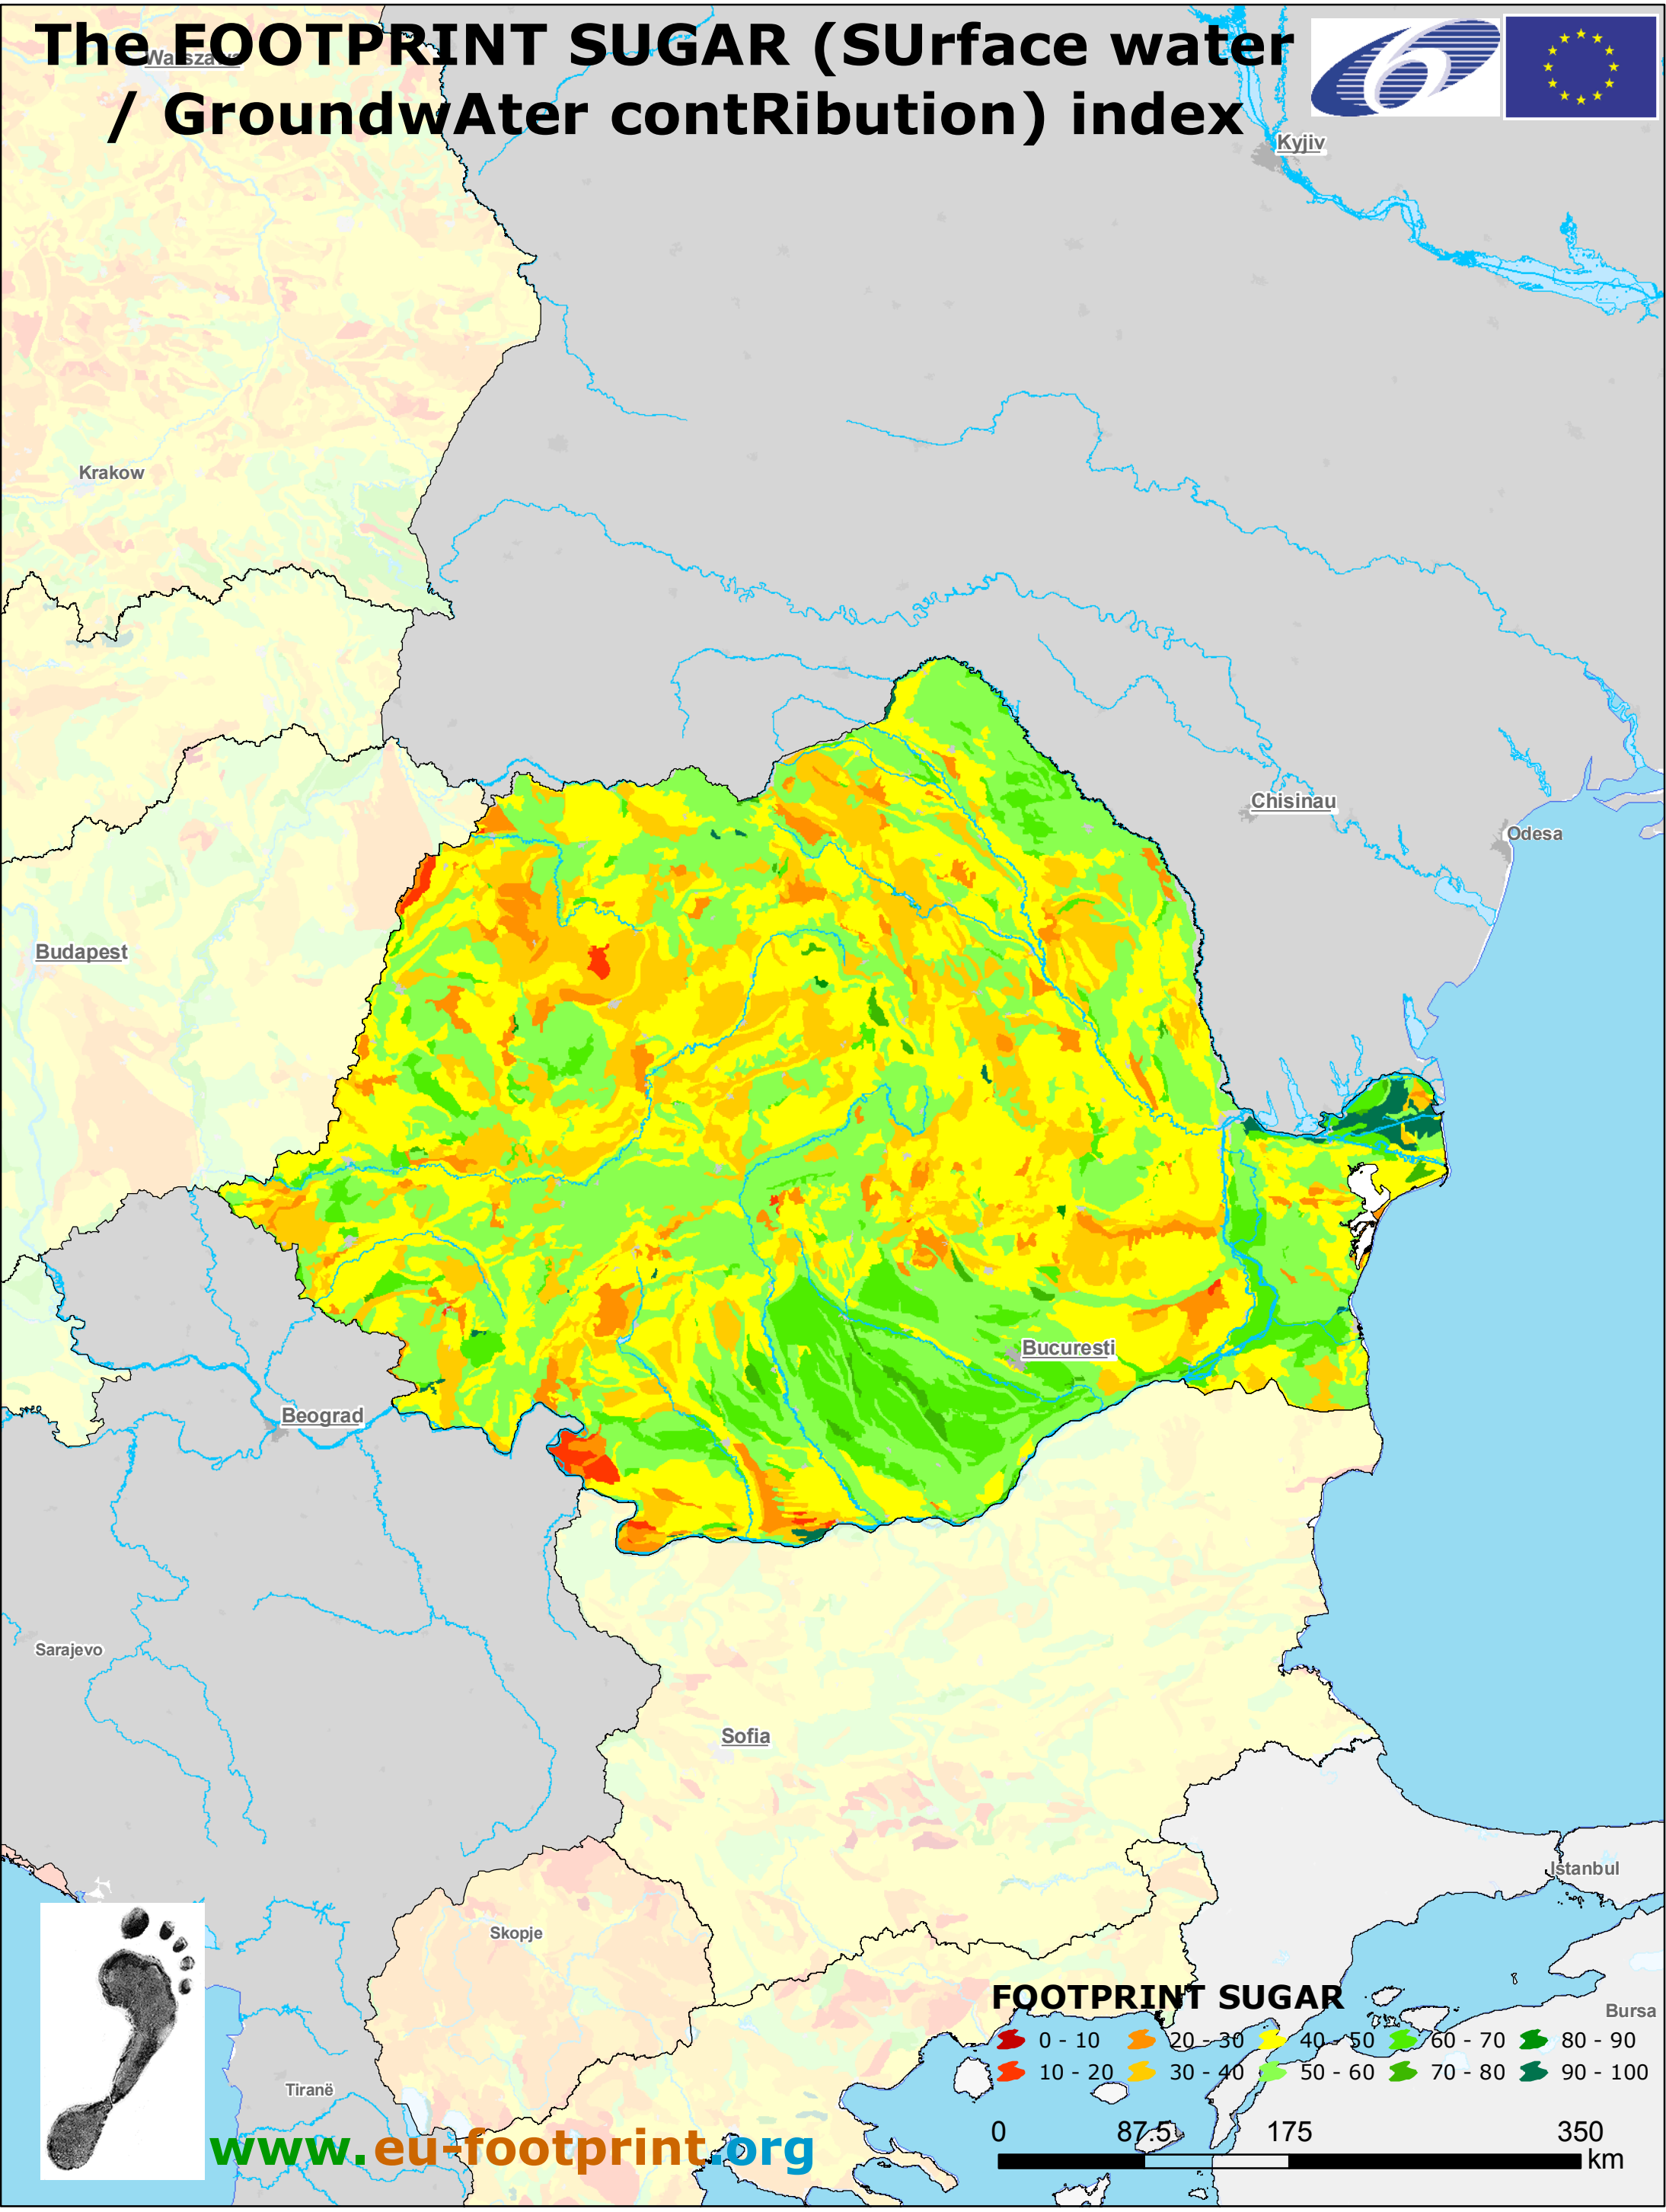 The FOOTPRINT SUGAR (SUrface water
/ GroundwAter contRibution) index
Warszawa
Kyjiv
Krakow
Chisinau
Odesa
Budapest
Bucuresti
Beograd
Sarajevo
Sofia
Istanbul
Skopje
Bursa
Tiranë
FOOTPRINT SUGAR
0 - 10 20 - 30 40 - 50 60 - 70 80 - 90
10 - 20 30 - 40 50 - 60 70 - 80 90 - 100
0 87.5 175 350
km
www.eu-footprint.org